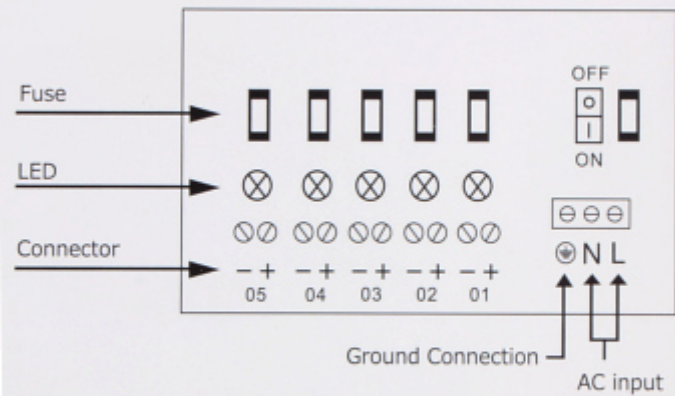 OFF
Fuse
O
I
ON
LED
Connector
N L
- + - + - + - + - +
05 04 03 02 01
Ground Connection
AC input